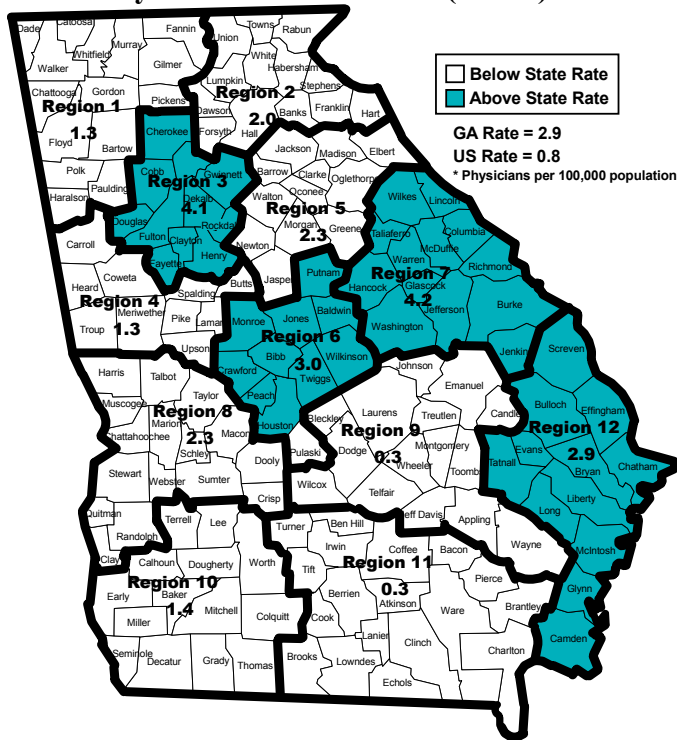 Below State Rate
Above State Rate
GA Rate = 2.9
US Rate = 0.8
* Physicians per 100,000 population
Region 1
1.3
Dade
Catoosa
Whitfield
Murray
Fannin
Walker
Gilmer
Chattooga
Gordon
Pickens
Floyd
Bartow
Polk
Paulding
Haralson
Region 2
2.0
Union
Towns
Rabun
White
Habersham
Lumpkin
Stephens
Dawson
Banks
Franklin
Hart
Forsyth
Hall
Region 3
4.1
Cherokee
Cobb
Gwinnett
Dekalb
Douglas
Rockdal
Fulton
Clayton
Fayette
Henry
Region 4
1.3
Carroll
Coweta
Heard
Spalding
Butts
Meriwether
Troup
Pike
Lamar
Upson
Region 5
2.3
Jackson
Madison
Elbert
Barrow
Clarke
Oglethorp
Oconee
Walton
Morgan
Greene
Newton
Jasper
Region 6
3.0
Putnam
Baldwin
Jones
Monroe
Bibb
Wilkinson
Crawford
Twiggs
Peach
Houston
Region 7
4.2
Wilkes
Lincoln
Taliaferro
Columbia
McDuffie
Warren
Richmond
Hancock
Glascock
Jefferson
Burke
Washington
Jenkin
Region 8
2.3
Harris
Talbot
Taylor
Muscogee
Marion
Macon
Chattahoochee
Schley
Dooly
Stewart
Webster
Sumter
Crisp
Quitman
Randolph
Clay
Region 9
0.3
Johnson
Emanuel
Laurens
Treutlen
Candle
Bleckley
Montgomery
Pulaski
Dodge
Wheeler
Toombs
Wilcox
Telfair
Jeff Davis
Appling
Wayne
Region 10
1.4
Terrell
Lee
Calhoun
Dougherty
Worth
Early
Baker
Mitchell
Miller
Colquitt
Seminole
Decatur
Grady
Thomas
Region 11
0.3
Turner
Ben Hill
Irwin
Coffee
Bacon
Tift
Pierce
Berrien
Atkinson
Ware
Brantley
Cook
Lanier
Clinch
Charlton
Brooks
Lowndes
Echols
Region 12
2.9
Screven
Bulloch
Effingham
Evans
Tatnall
Bryan
Chatham
Liberty
Long
McIntosh
Glynn
Camden